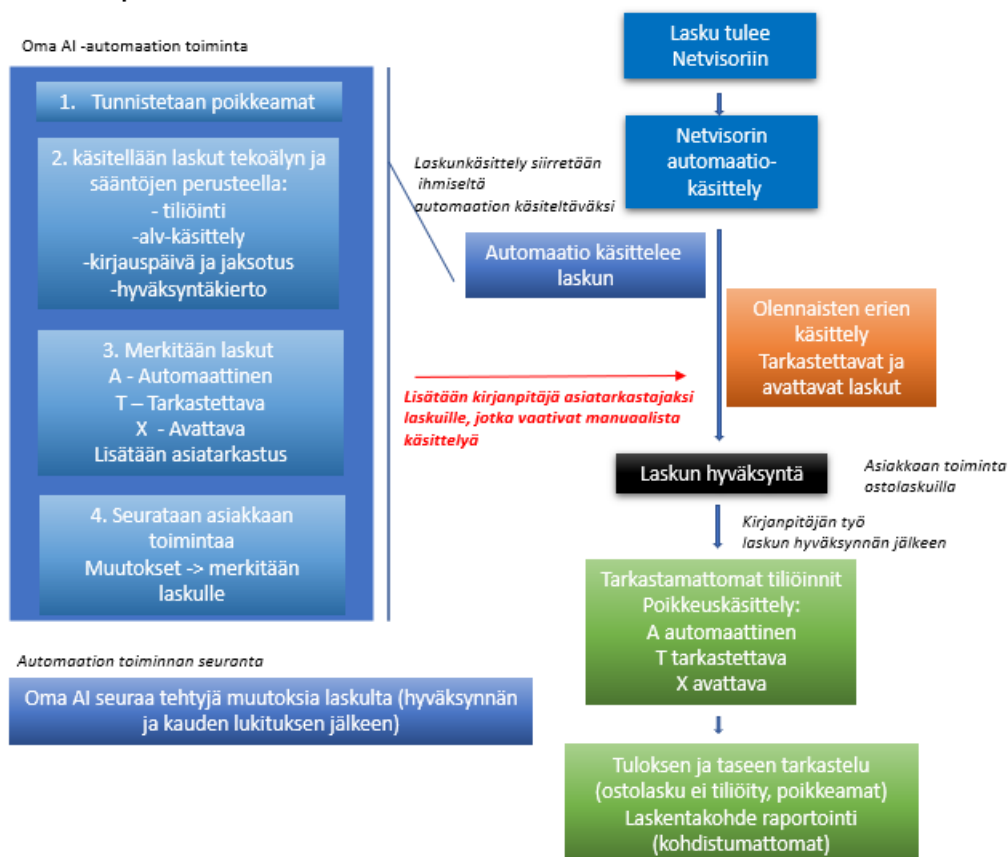 Oma AI -automaation toiminta
1. Tunnistetaan poikkeamat
2. käsitellään laskut tekoälyn ja
sääntöjen perusteella:
- tiliöinti
-alv-käsittely
-kirjauspäivä ja jaksotus
-hyväksyntäkierto
3. Merkitään laskut
A - Automaattinen
T – Tarkastettava
X - Avattava
Lisätään asiatarkastus
4. Seurataan asiakkaan
toimintaa
Muutokset -> merkitään
laskulle
Automaation toiminnan seuranta
Oma AI seuraa tehtyjä muutoksia laskulta (hyväksynnän
ja kauden lukituksen jälkeen)
Laskunkäsittely siirretään
ihmiseltä
automaation käsiteltäväksi
Automaatio käsittelee
laskun
Lisätään kirjanpitäjä asiatarkastajaksi
laskuille, jotka vaativat manuaalista
käsittelyä
Lasku tulee
Netvisoriin
Netvisorin
automaatio-
käsittely
Olennaisten erien
käsittely
Tarkastettavat ja
avattavat laskut
Laskun hyväksyntä
Asiakkaan toiminta
ostolaskuilla
Kirjanpitäjän työ
laskun hyväksynnän jälkeen
Tarkastamattomat tiliöinnit
Poikkeuskäsittely:
A automaattinen
T tarkastettava
X avattava
Tuloksen ja taseen tarkastelu
(ostolasku ei tiliöity, poikkeamat)
Laskentakohde raportointi
(kohdistumattomat)